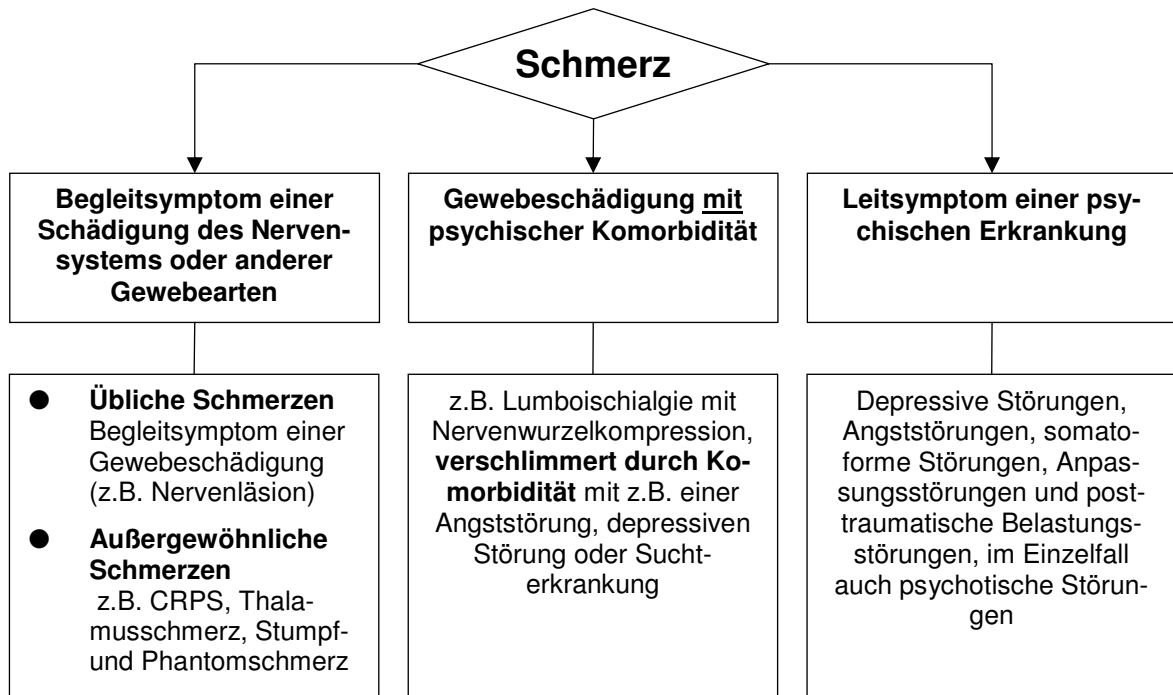 Schmerz
Begleitsymptom einer
Schädigung des Nerven-
systems oder anderer
Gewebearten
Gewebeschädigung mit
psychischer Komorbidität
Leitsymptom einer psy-
chischen Erkrankung
● Übliche Schmerzen
Begleitsymptom einer
Gewebeschädigung
(z.B. Nervenläsion)
● Außergewöhnliche
Schmerzen
z.B. CRPS, Thala-
musschmerz, Stumpf-
und Phantomschmerz
z.B. Lumboischialgie mit
Nervenwurzelkompression,
verschlimmert durch Ko-
morbidität mit z.B. einer
Angststörung, depressiven
Störung oder Sucht-
erkrankung
Depressive Störungen,
Angststörungen, somato-
forme Störungen, Anpas-
sungsstörungen und post-
traumatische Belastungs-
störungen, im Einzelfall
auch psychotische Störun-
gen